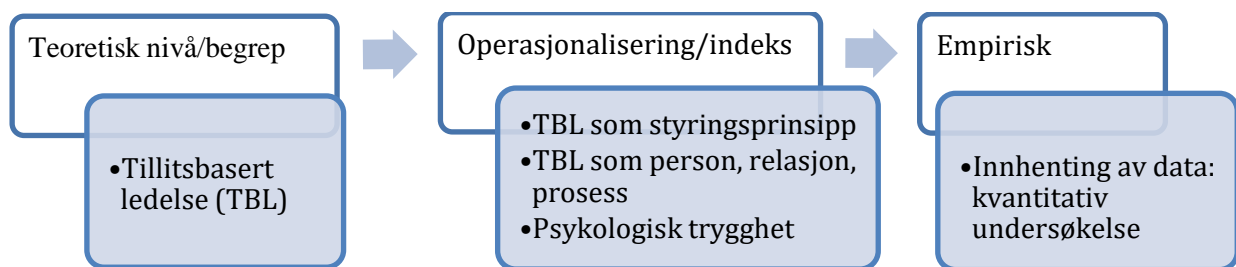 Teoretisk nivå/begrep
•Tillitsbasert
ledelse (TBL)
Operasjonalisering/indeks
•TBL som styringsprinsipp
•TBL som person, relasjon,
prosess
•Psykologisk trygghet
Empirisk
•Innhenting av data:
kvantitativ
undersøkelse